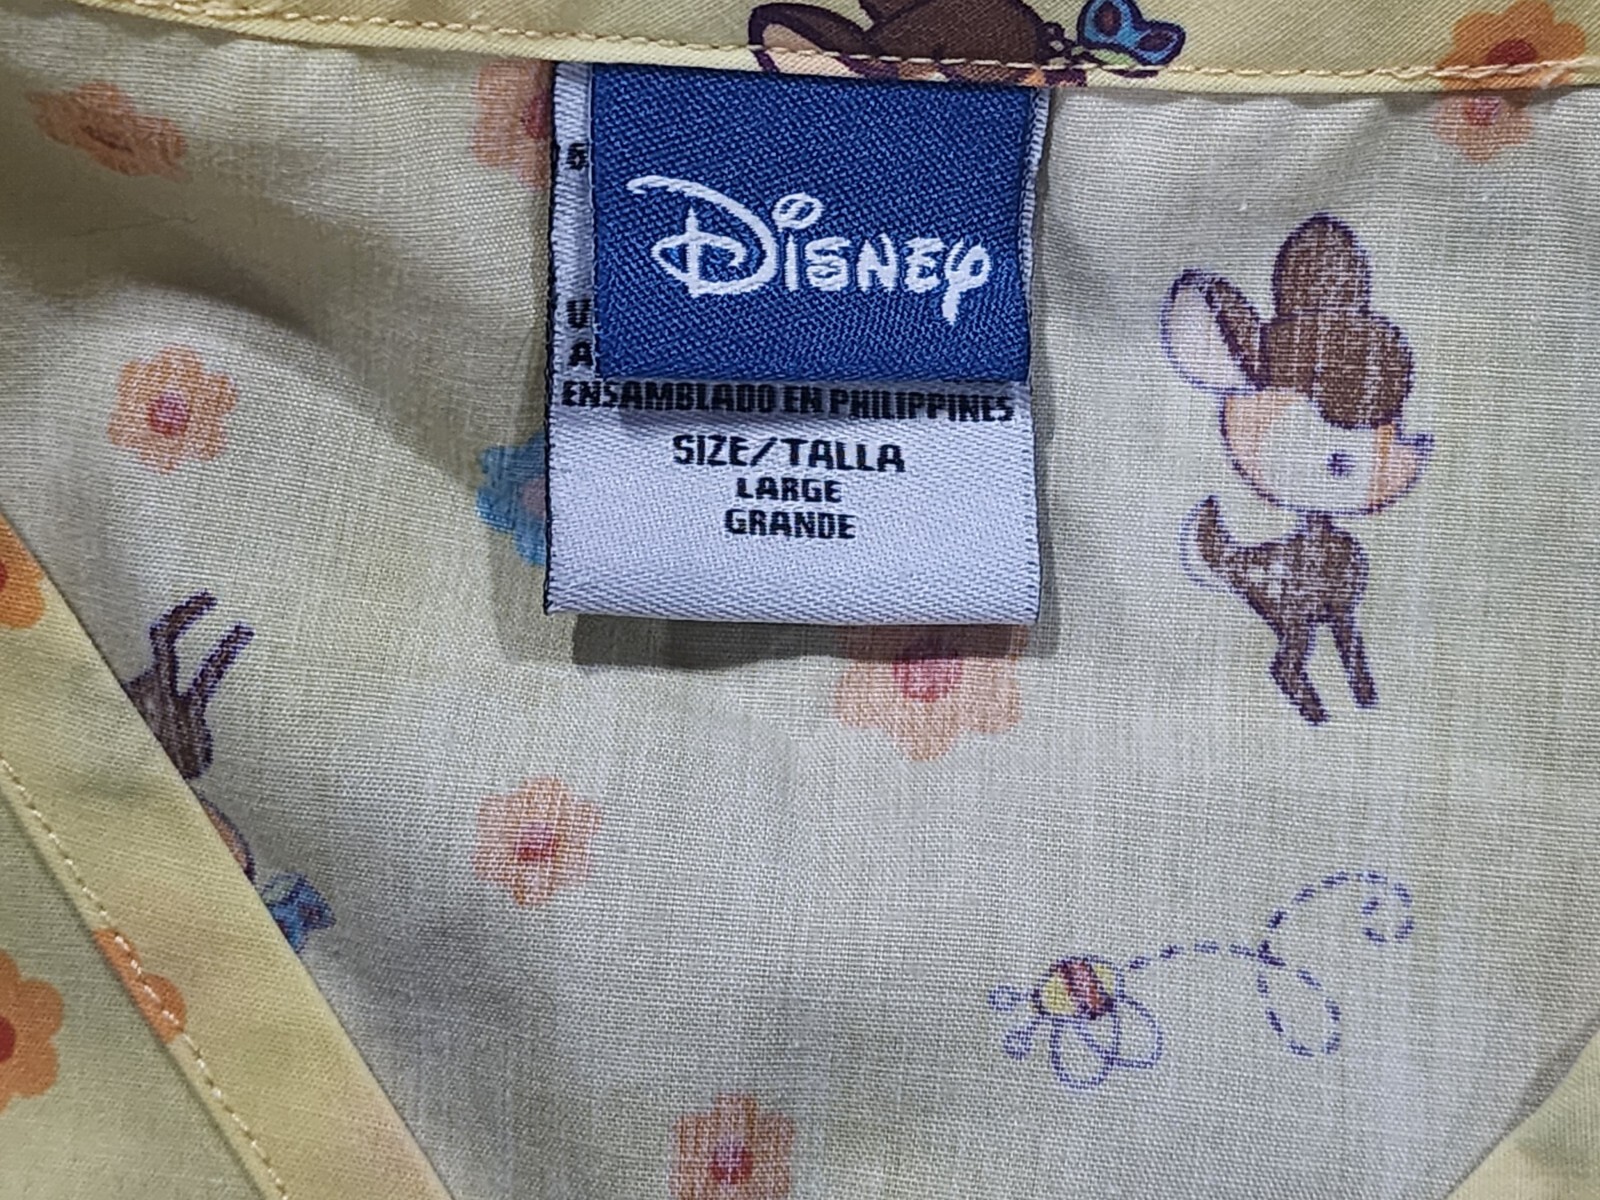 Disney
ENSAMBLADO EN PHILIPPINES
SIZE/TALLA
LARGE
GRANDE